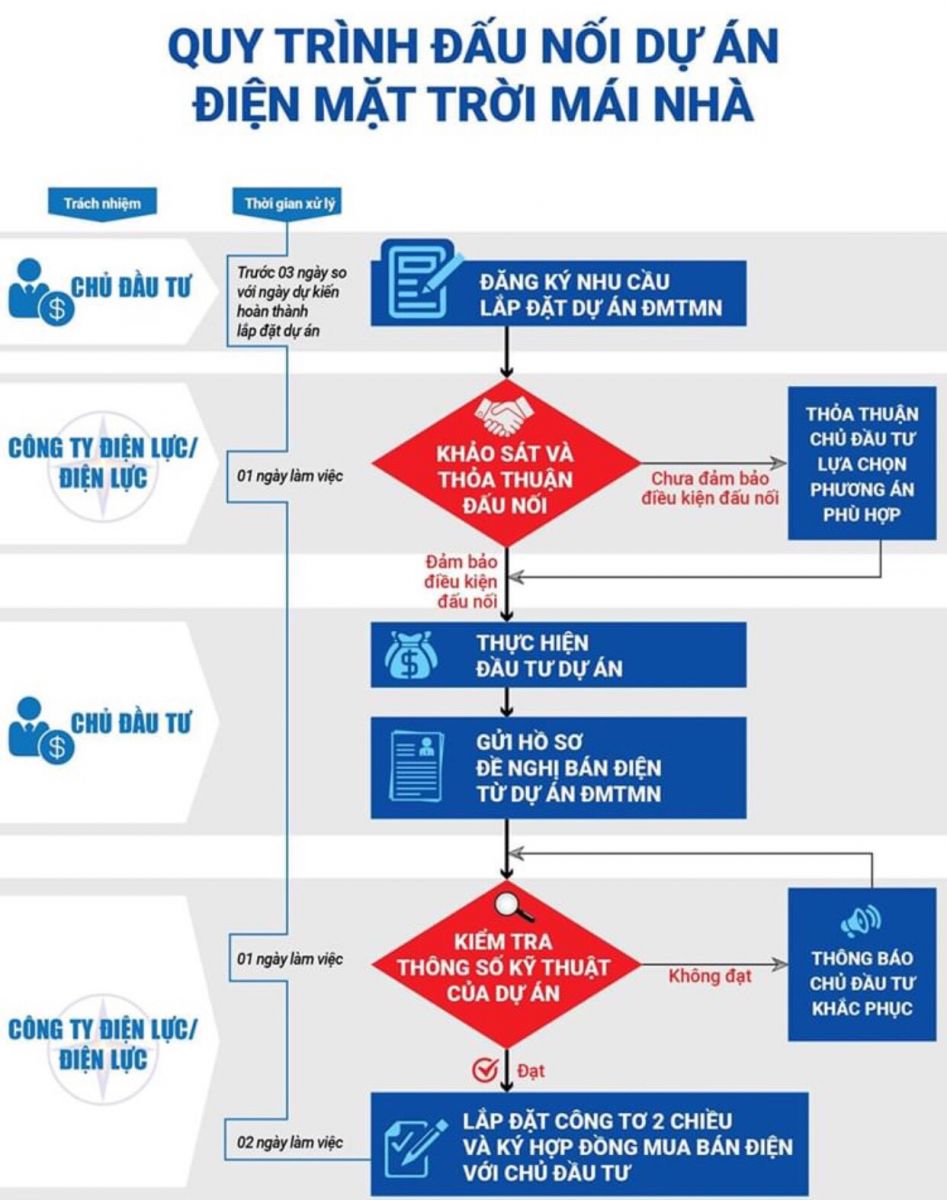 QUY TRÌNH ĐẤU NỐI DỰ ÁN
ĐIỆN MẶT TRỜI MÁI NHÀ
Trách nhiệm
Thời gian xử lý
CHỦ ĐẦU TƯ
Trước 03 ngày so
với ngày dự kiến
hoàn thành
lắp đặt dự án
ĐĂNG KÝ NHU CẦU
LẮP ĐẶT DỰ ÁN ĐMTMN
CÔNG TY ĐIỆN LỰC/
ĐIỆN LỰC
01 ngày làm việc
KHẢO SÁT VÀ
THỎA THUẬN
ĐẤU NỐI
Chưa đảm bảo
điều kiện đấu nối
THỎA THUẬN
CHỦ ĐẦU TƯ
LỰA CHỌN
PHƯƠNG ÁN
PHÙ HỢP
Đảm bảo
điều kiện
đấu nối
CHỦ ĐẦU TƯ
THỰC HIỆN
ĐẦU TƯ DỰ ÁN
GỬI HỒ SƠ
ĐỀ NGHỊ BÁN ĐIỆN
TỪ DỰ ÁN ĐMTMN
CÔNG TY ĐIỆN LỰC/
ĐIỆN LỰC
01 ngày làm việc
KIỂM TRA
THÔNG SỐ KỸ THUẬT
CỦA DỰ ÁN
Không đạt
THÔNG BÁO
CHỦ ĐẦU TƯ
KHẮC PHỤC
Đạt
02 ngày làm việc
LẮP ĐẶT CÔNG TƠ 2 CHIỀU
VÀ KÝ HỢP ĐỒNG MUA BÁN ĐIỆN
VỚI CHỦ ĐẦU TƯ